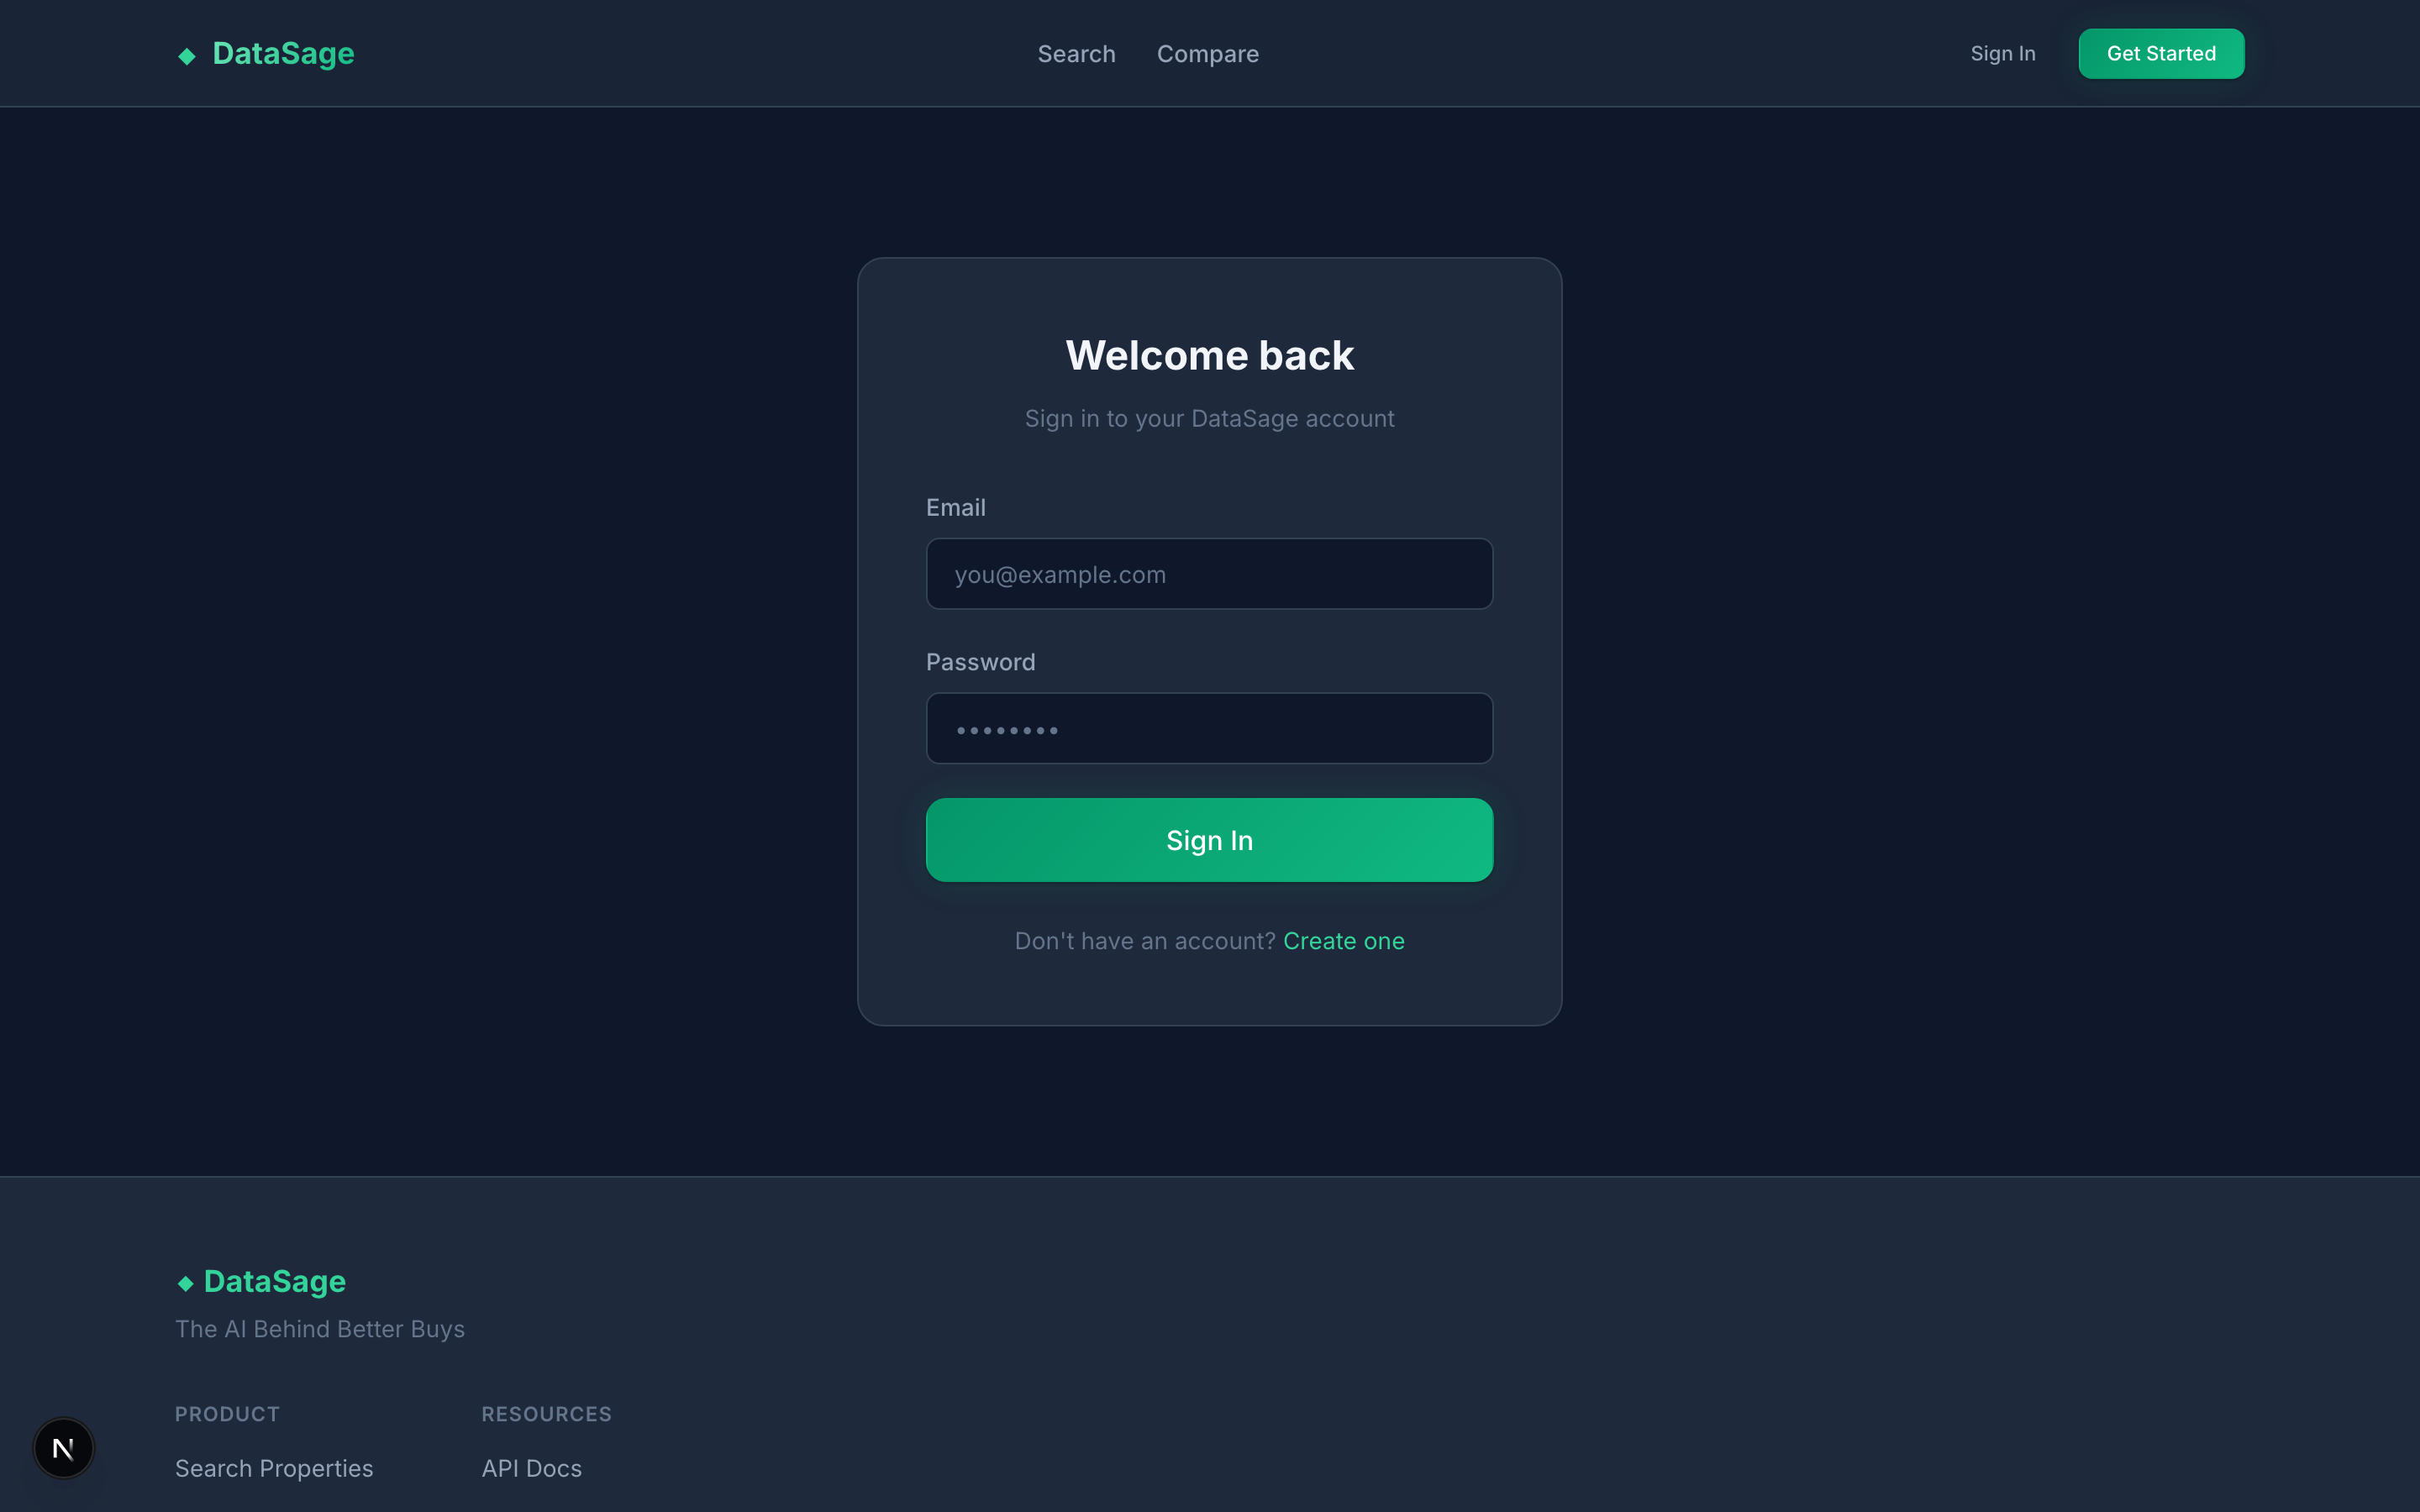 DataSage
Search Compare
Sign In Get Started
Welcome back
Sign in to your DataSage account
Email
you@example.com
Password
••••••••
Sign In
Don't have an account? Create one
DataSage
The AI Behind Better Buys
PRODUCT
Search Properties
RESOURCES
API Docs
N